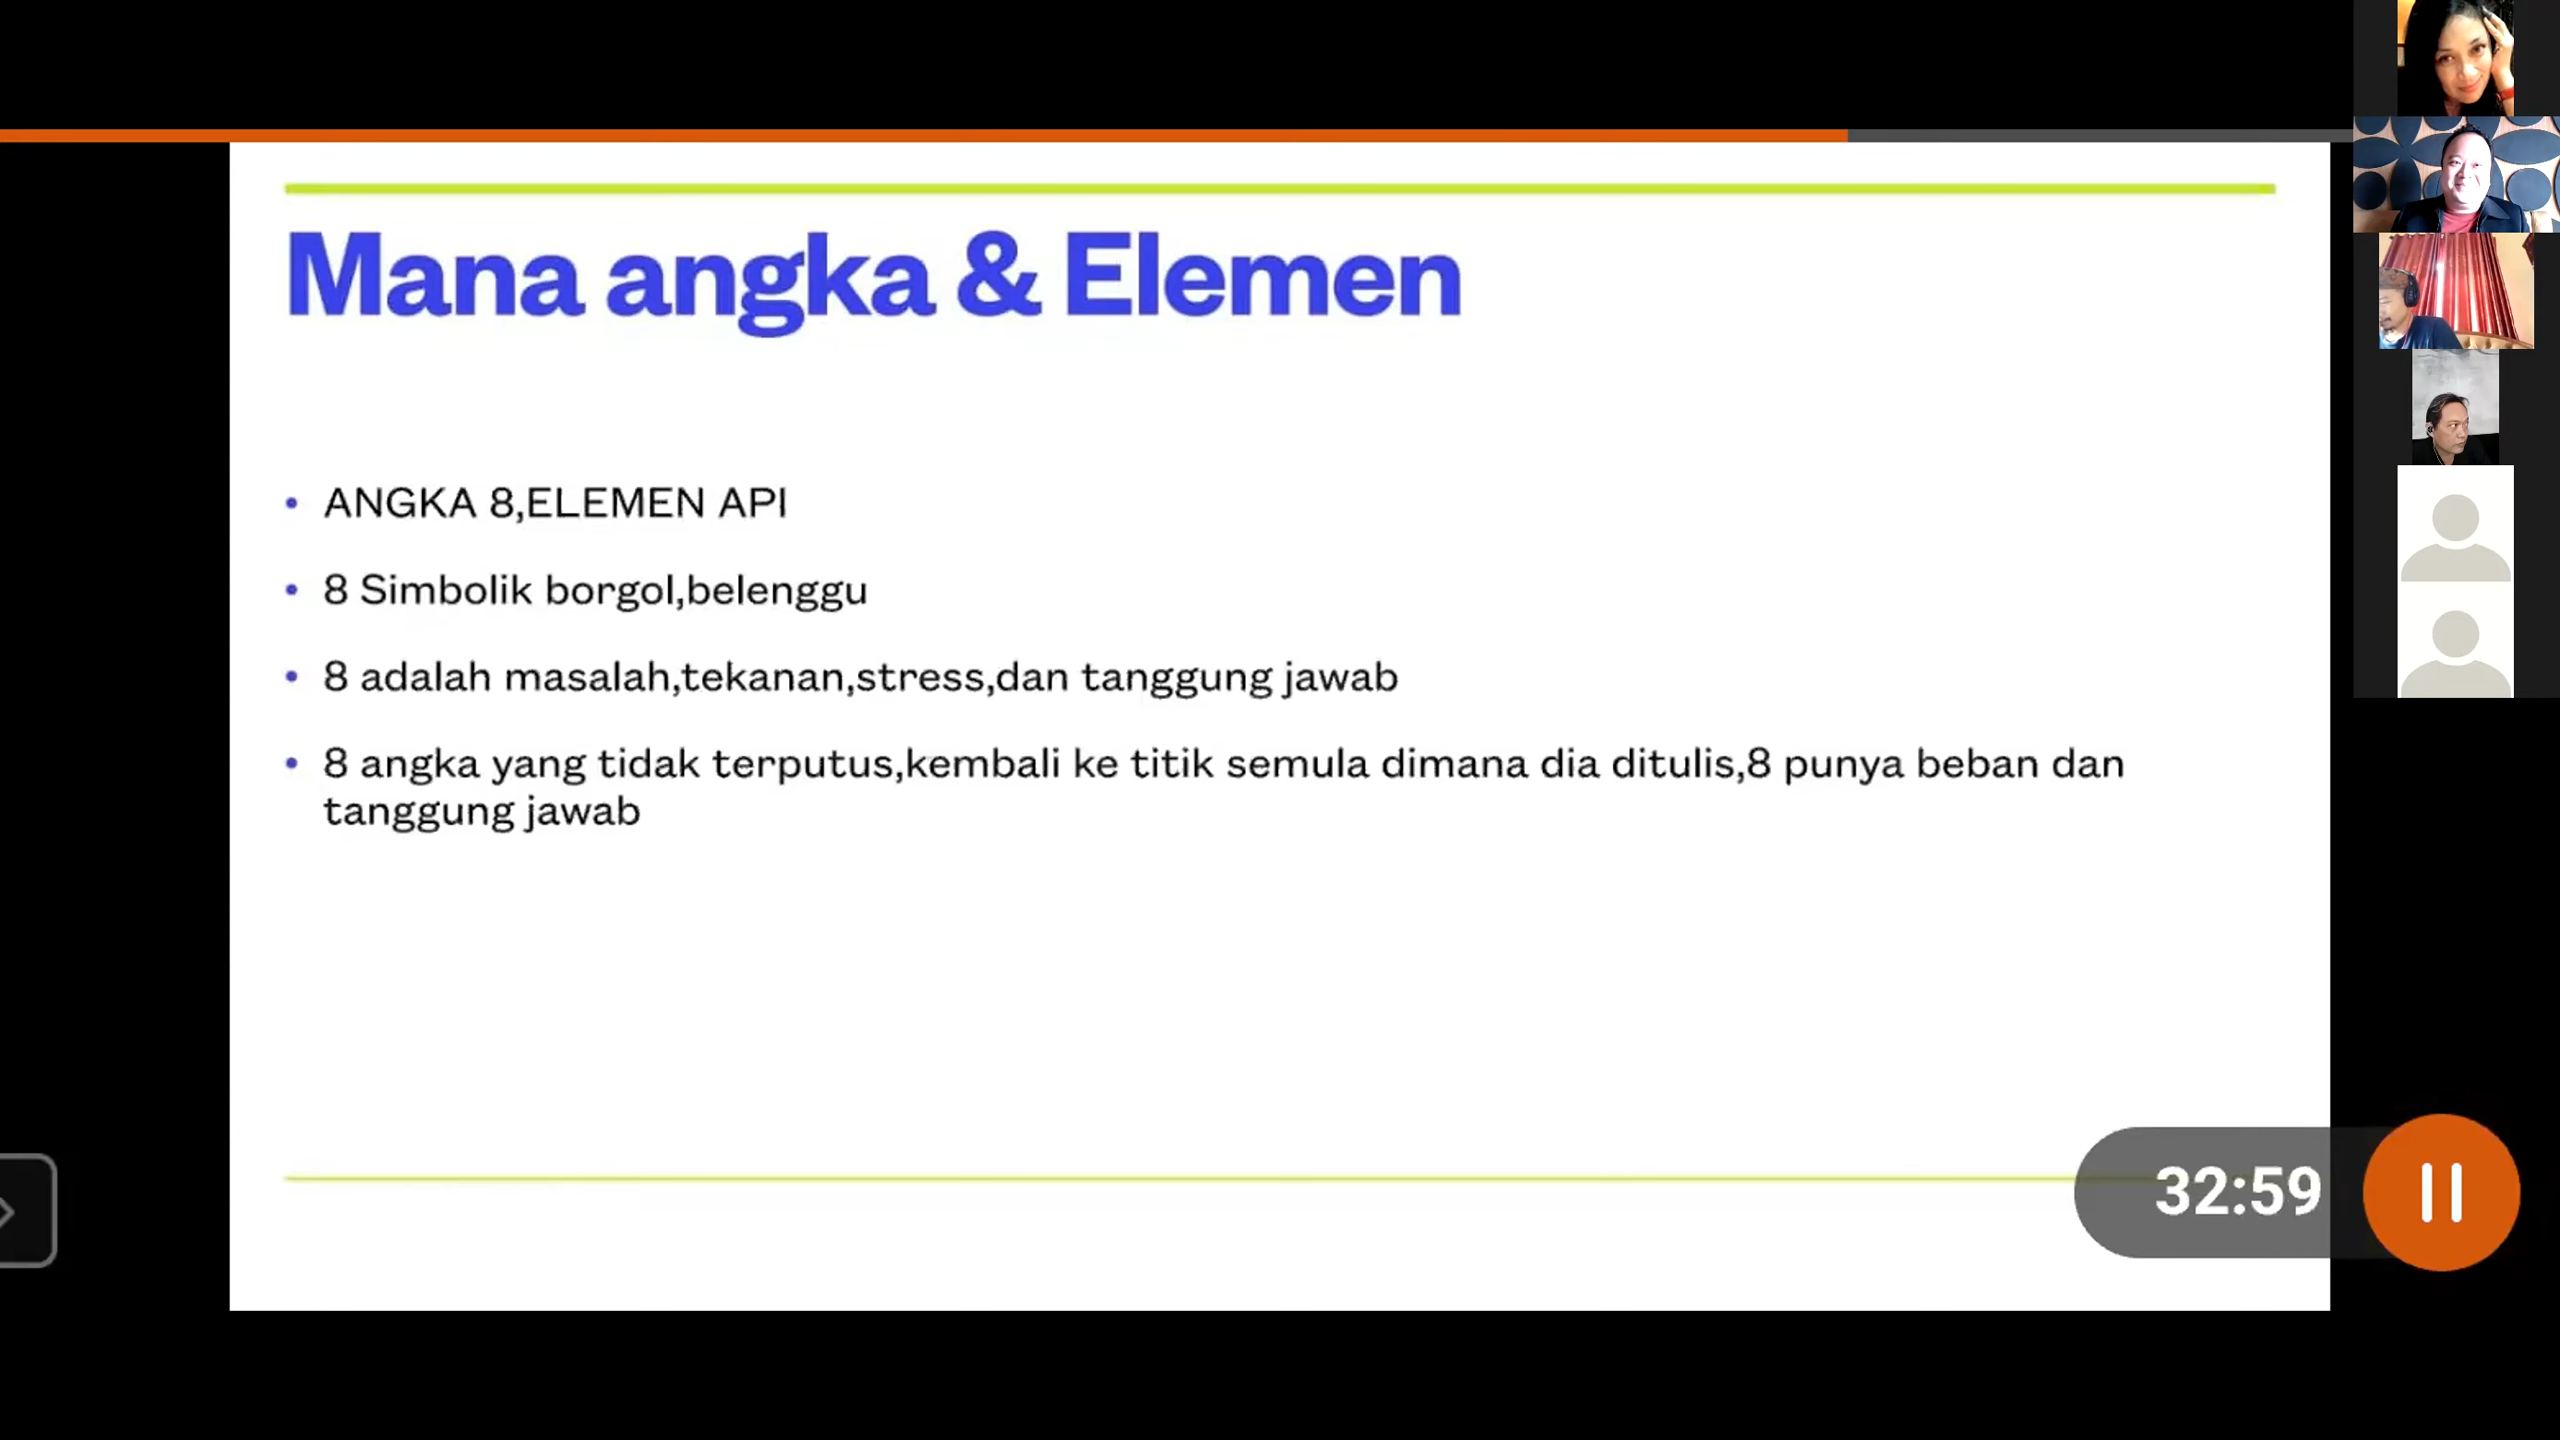 Mana angka & Elemen
• ANGKA 8,ELEMEN API
• 8 Simbolik borgol,belenggu
• 8 adalah masalah,tekanan,stress,dan tanggung jawab
• 8 angka yang tidak terputus,kembali ke titik semula dimana dia ditulis,8 punya beban dan
tanggung jawab
32:59